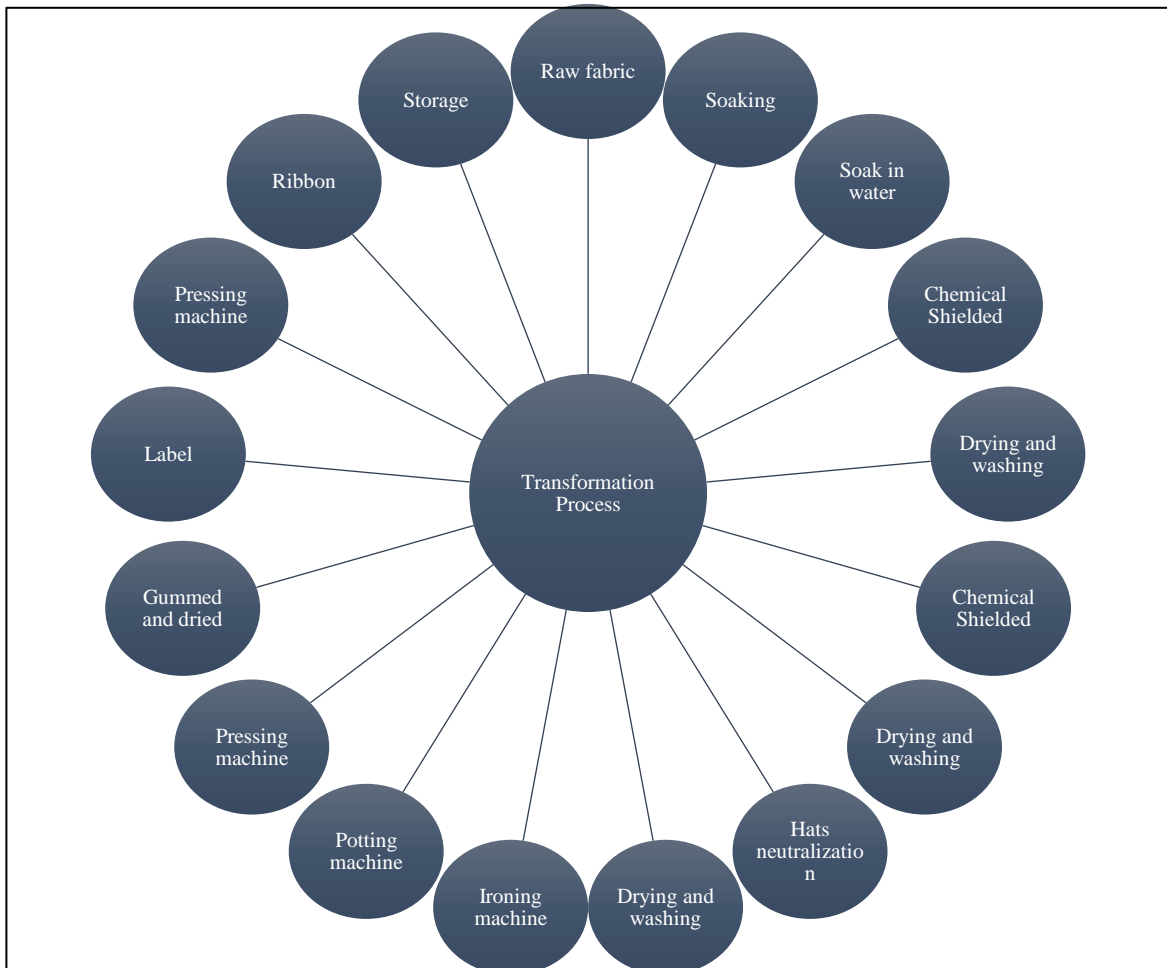 Raw fabric
Soaking
Soak in
water
Chemical
Shielded
Drying and
washing
Chemical
Shielded
Drying and
washing
Hats
neutralizatio
n
Drying and
washing
Ironing
machine
Potting
machine
Pressing
machine
Gummed
and dried
Label
Pressing
machine
Ribbon
Storage
Transformation
Process